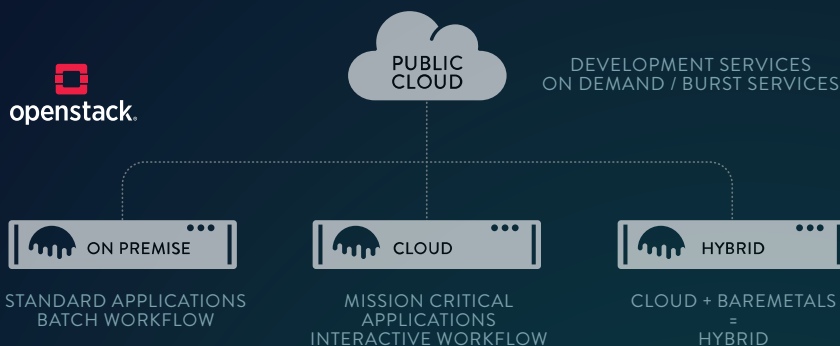 PUBLIC
CLOUD
DEVELOPMENT SERVICES
ON DEMAND / BURST SERVICES
openstack.
ON PREMISE
CLOUD
HYBRID
STANDARD APPLICATIONS
BATCH WORKFLOW
MISSION CRITICAL
APPLICATIONS
INTERACTIVE WORKFLOW
CLOUD + BAREMETALS
=
HYBRID